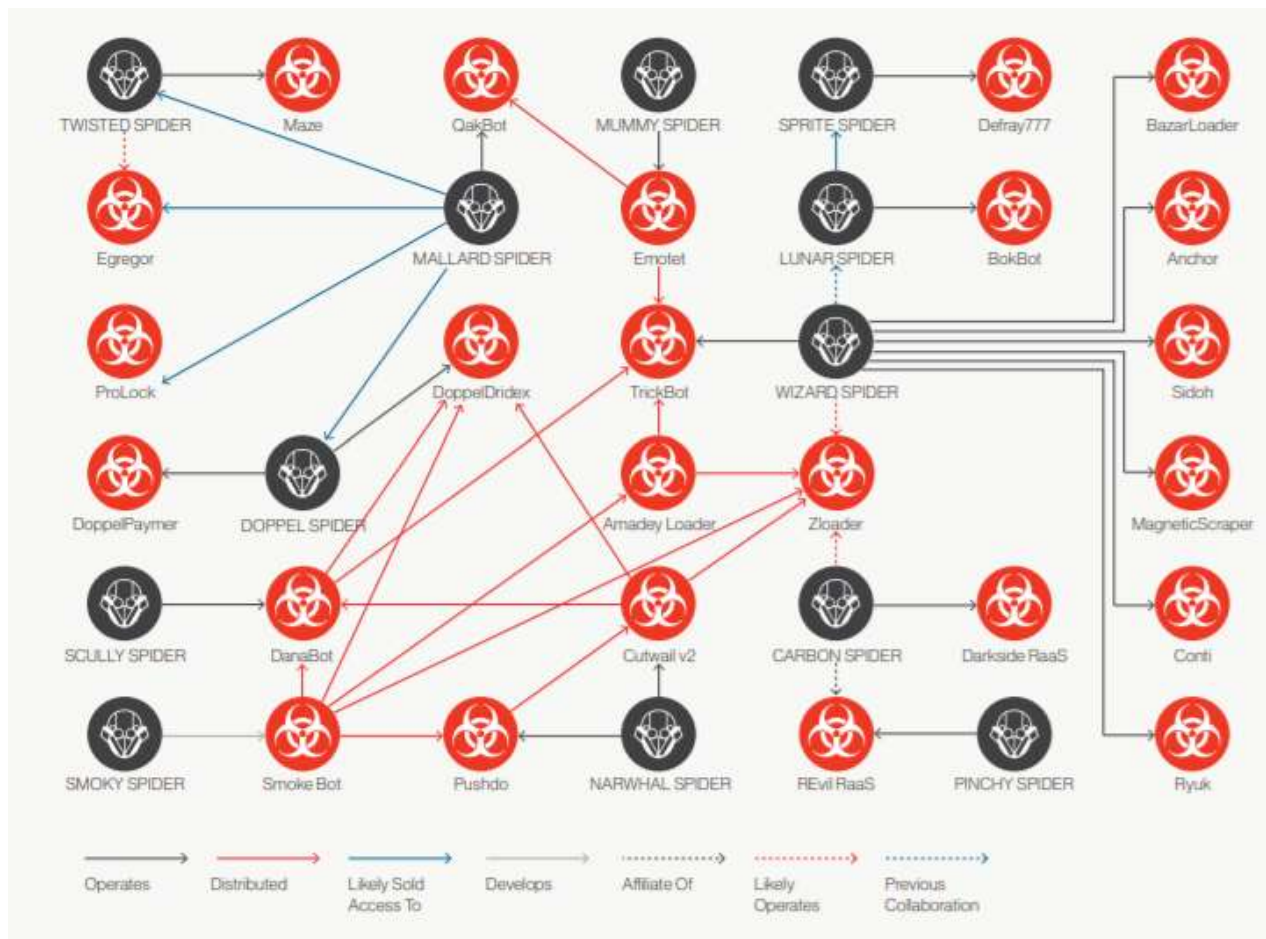 TWISTED SPIDER
Maze
QakBot
MUMMY SPIDER
SPRITE SPIDER
Defray777
BazarLoader
Egregor
MALLARD SPIDER
Emotet
LUNAR SPIDER
BokBot
Anchor
ProLock
DoppelDridex
TrickBot
WIZARD SPIDER
Sidoh
DoppelPaymer
DOPPEL SPIDER
Amadey Loader
Zloader
MagneticScraper
SCULLY SPIDER
DanaBot
Cutwail v2
CARBON SPIDER
Darkside RaaS
Conti
SMOKY SPIDER
Smoke Bot
Pushdo
NARWHAL SPIDER
REvil RaaS
PINCHY SPIDER
Ryuk
Operates
Distributed
Likely Sold
Access To
Develops
Affiliate Of
Likely
Operates
Previous
Collaboration